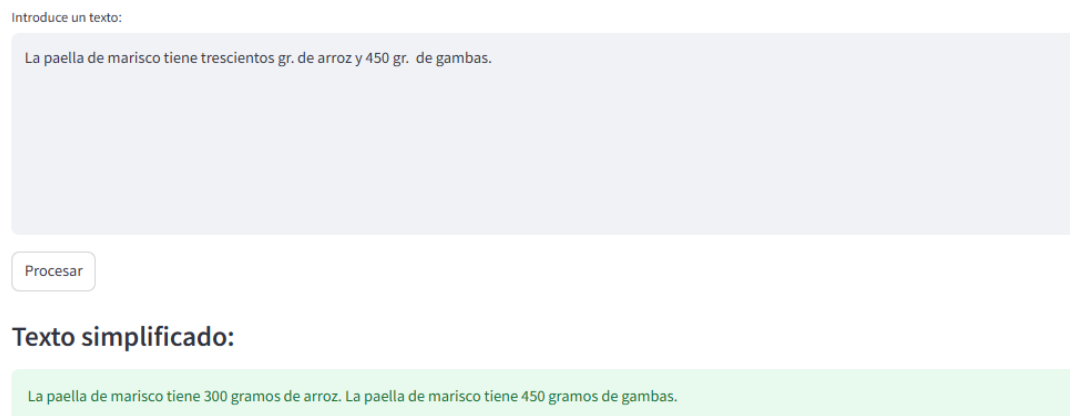 Introduce un texto:
La paella de marisco tiene trescientos gr. de arroz y 450 gr.  de gambas.
Procesar
Texto simplificado:
La paella de marisco tiene 300 gramos de arroz. La paella de marisco tiene 450 gramos de gambas.